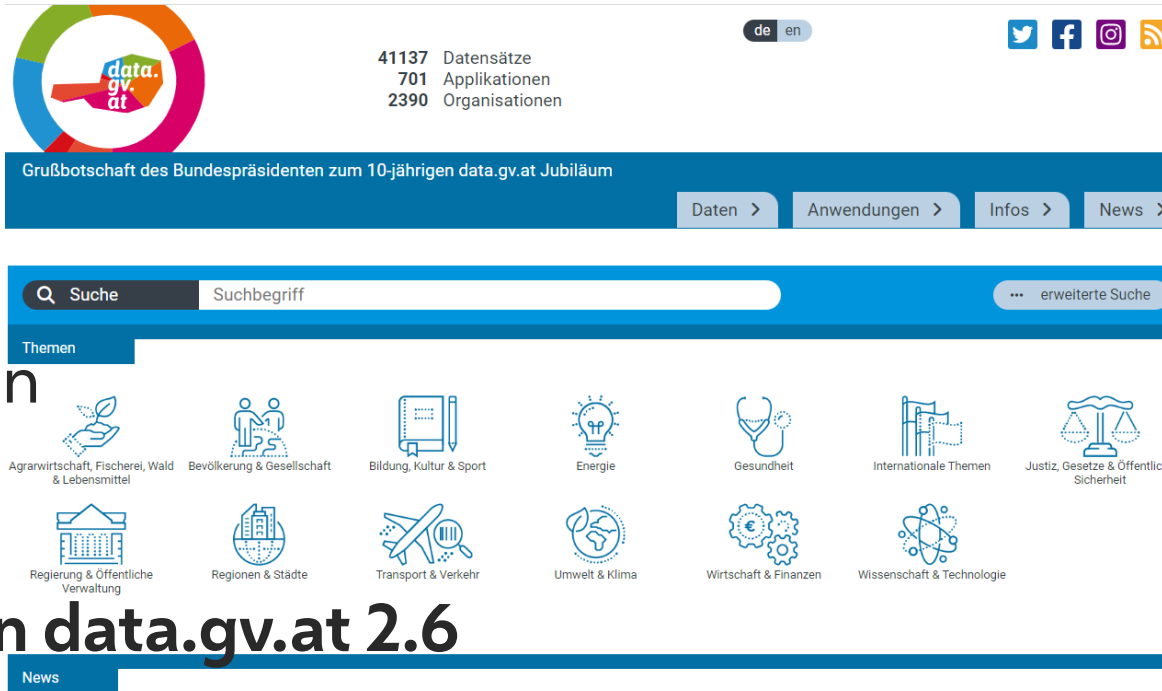 data.
gv.
at
41137 Datensätze
701 Applikationen
2390 Organisationen
de en
Grußbotschaft des Bundespräsidenten zum 10-jährigen data.gv.at Jubiläum
Daten Anwendungen Infos News
Suche Suchbegriff ··· erweiterte Suche
Themen
n
Agrarwirtschaft, Fischerei, Wald
& Lebensmittel
Bevölkerung & Gesellschaft
Bildung, Kultur & Sport
Energie
Gesundheit
Internationale Themen
Justiz, Gesetze & Öffentlic
Sicherheit
Regierung & Öffentliche
Verwaltung
Regionen & Städte
Transport & Verkehr
Umwelt & Klima
Wirtschaft & Finanzen
Wissenschaft & Technologie
n data.gv.at 2.6
News